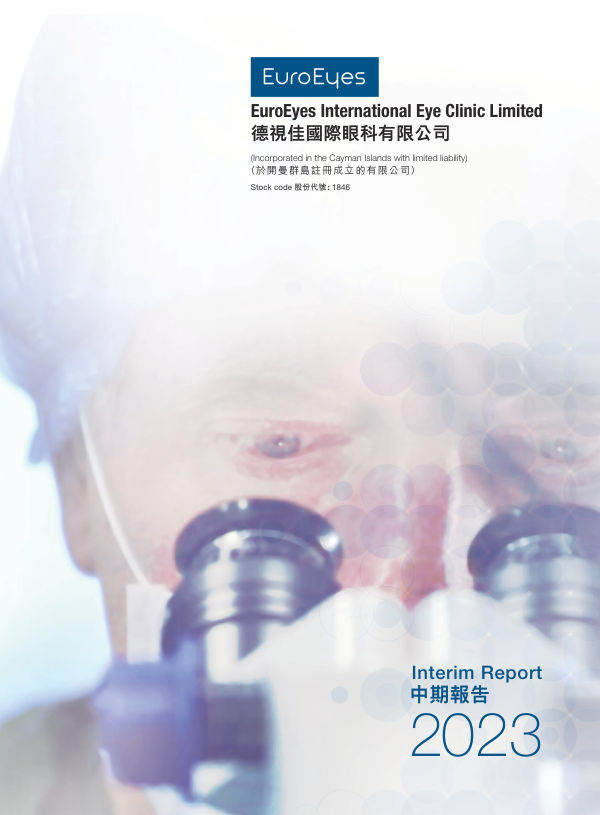 EuroEyes
EuroEyes International Eye Clinic Limited
德視佳國際眼科有限公司
(Incorporated in the Cayman Islands with limited liability)
(於開曼群島註冊成立的有限公司)
Stock code 股份代號 : 1846
Interim Report
中期報告
2023